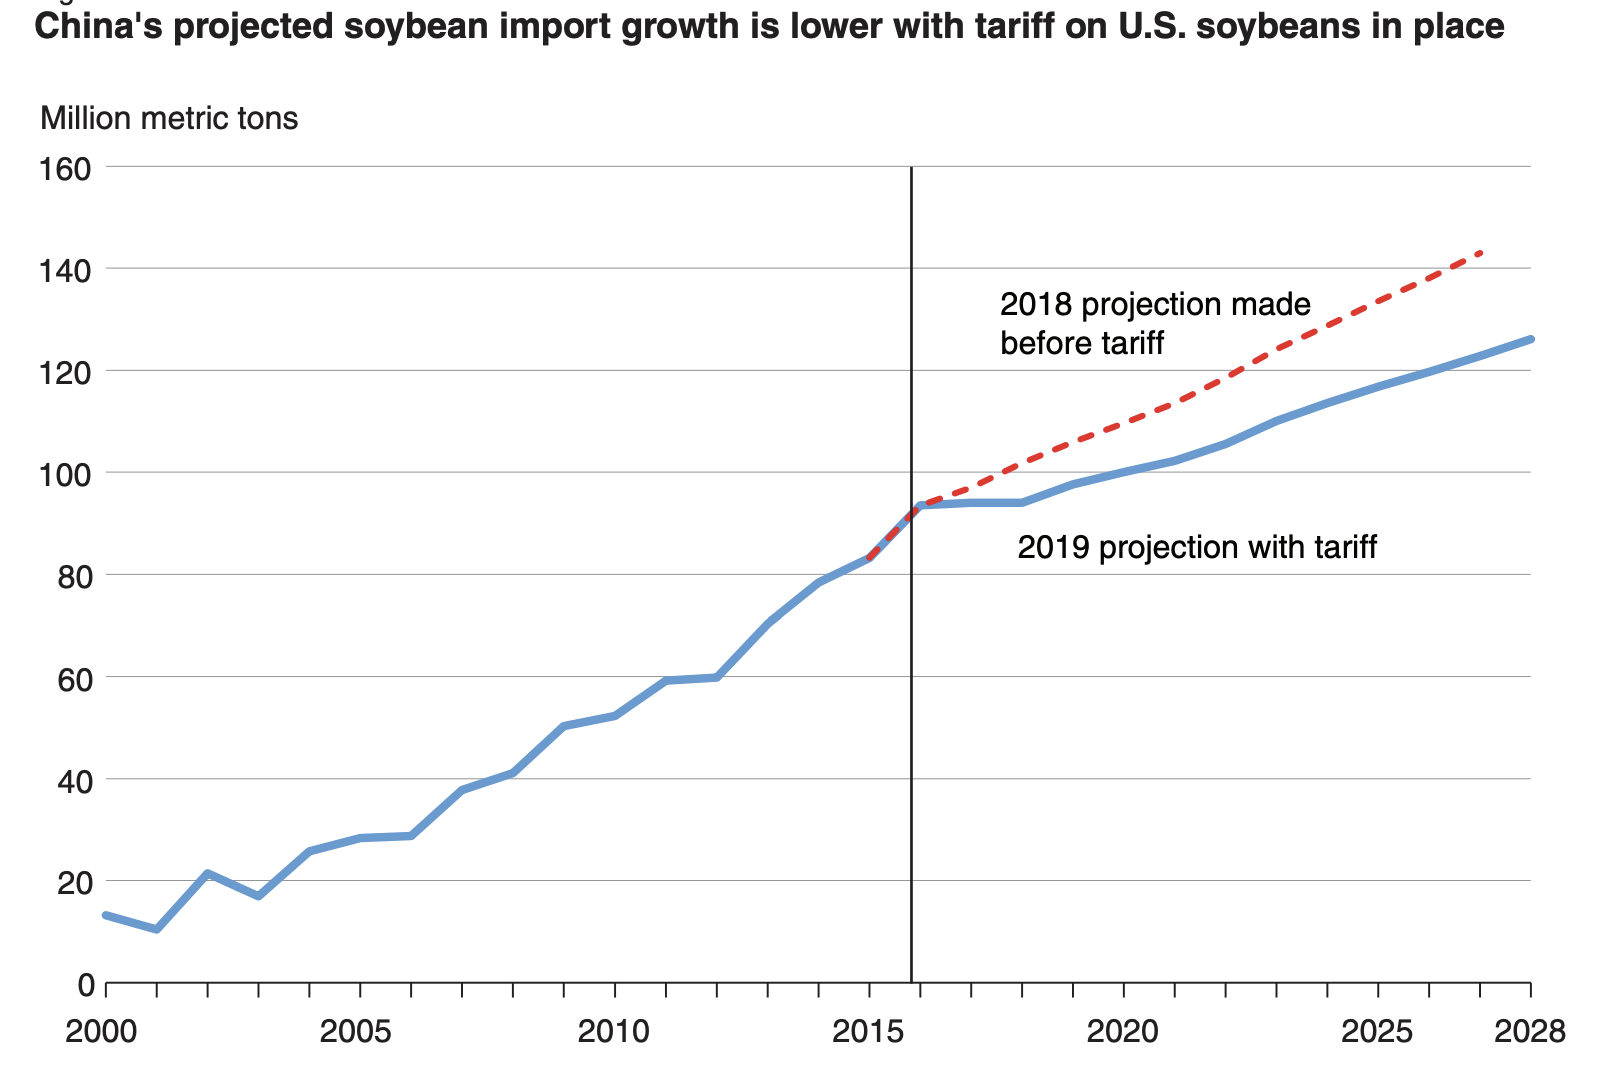 China's projected soybean import growth is lower with tariff on U.S. soybeans in place
Million metric tons
160
140
120
100
80
60
40
20
0
2018 projection made
before tariff
2019 projection with tariff
2000 2005 2010 2015 2020 2025 2028